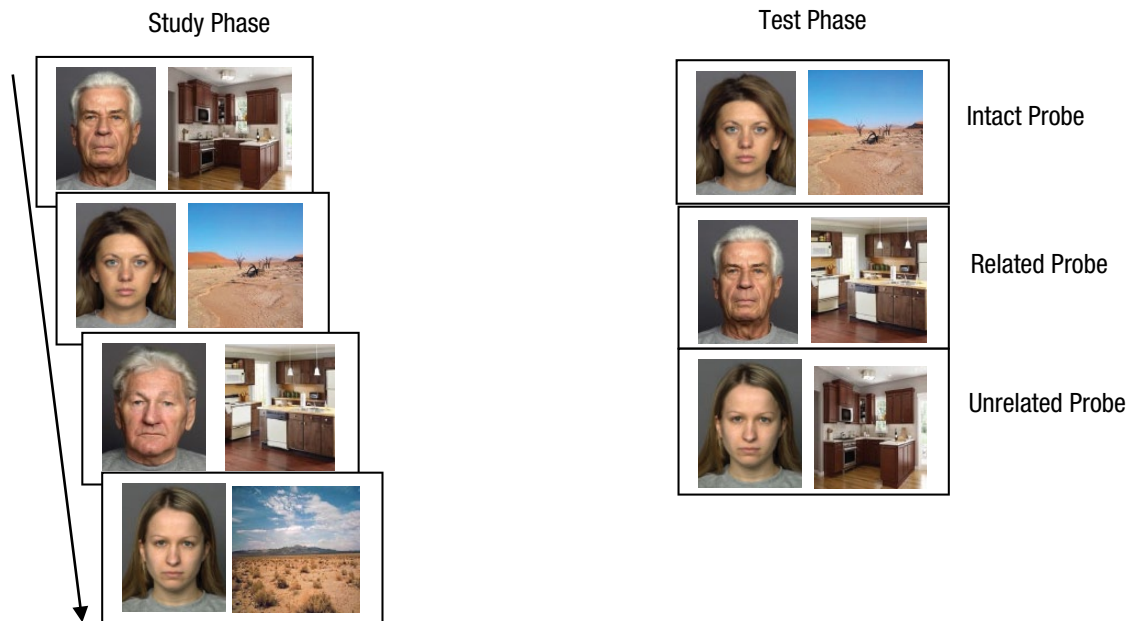 Study Phase
Test Phase
Intact Probe
Related Probe
Unrelated Probe